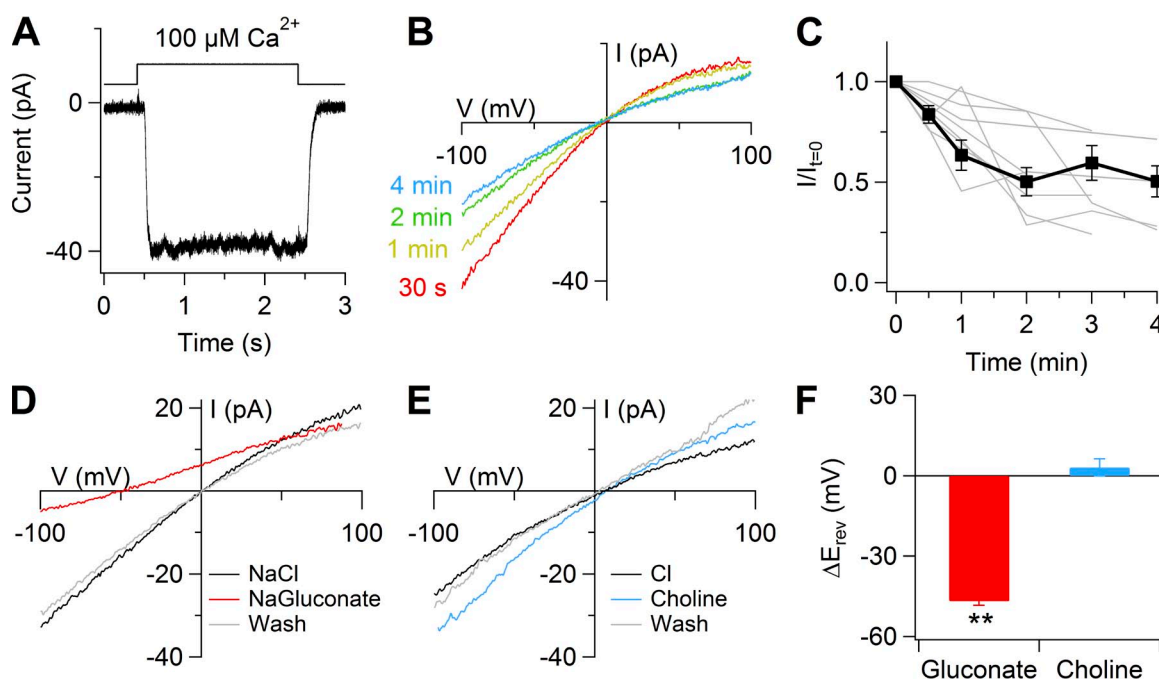 A
100 µM Ca2+
Current (pA)
0
-40
0
1
2
3
Time (s)
B
I (pA)
V (mV)
-100
100
4 min
2 min
1 min
30 s
-40
C
I/It=0
1.0
0.5
0.0
0
1
2
3
4
Time (min)
D
20
I (pA)
V (mV)
-100
100
-20
-40
NaCl
NaGluconate
Wash
E
20
I (pA)
V (mV)
-100
100
-20
-40
Cl
Choline
Wash
F
30
0
-30
-60
ΔErev (mV)
**
Gluconate
Choline